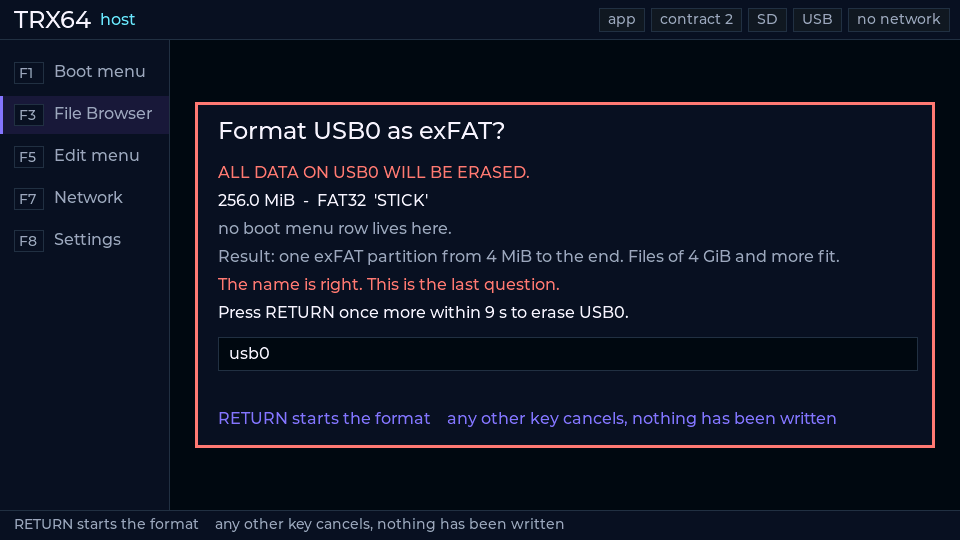 TRX64 host
app contract 2 SD USB no network
F1 Boot menu
F3 File Browser
F5 Edit menu
F7 Network
F8 Settings
Format USB0 as exFAT?
ALL DATA ON USB0 WILL BE ERASED.
256.0 MiB - FAT32 'STICK'
no boot menu row lives here.
Result: one exFAT partition from 4 MiB to the end. Files of 4 GiB and more fit.
The name is right. This is the last question.
Press RETURN once more within 9 s to erase USB0.
usb0
RETURN starts the format any other key cancels, nothing has been written
RETURN starts the format any other key cancels, nothing has been written